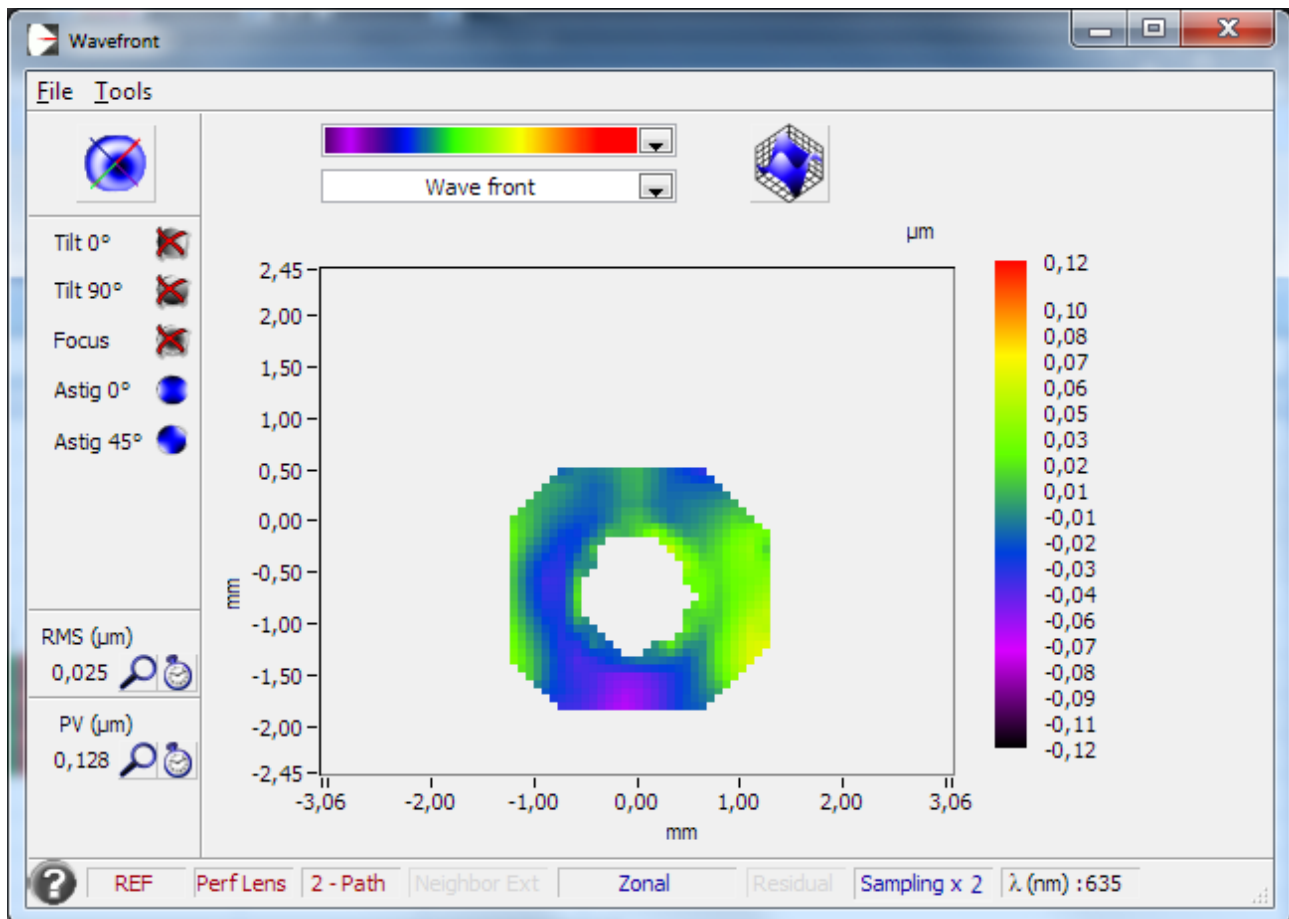 Wavefront
File Tools
Wave front
Tilt 0°
Tilt 90°
Focus
Astig 0°
Astig 45°
RMS (µm)
0,025
PV (µm)
0,128
µm
2,45
2,00
1,50
1,00
0,50
0,00
-0,50
-1,00
-1,50
-2,00
-2,45
mm
-3,06 -2,00 -1,00 0,00 1,00 2,00 3,06
mm
0,12
0,10
0,08
0,07
0,06
0,05
0,03
0,02
0,01
-0,01
-0,02
-0,03
-0,04
-0,06
-0,07
-0,08
-0,09
-0,11
-0,12
? REF Perf Lens 2 - Path Neighbor Ext Zonal Residual Sampling x 2 λ (nm) :635